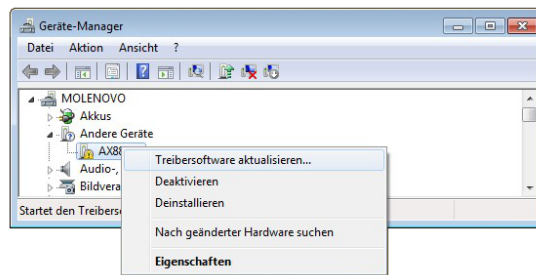 Geräte-Manager
Datei Aktion Ansicht ?
MOLENOVO
Akkus
Andere Geräte
AX88
Treibersoftware aktualisieren...
Audio-,
Deaktivieren
Bildvera
Deinstallieren
Startet den Treiberso
Nach geänderter Hardware suchen
Eigenschaften